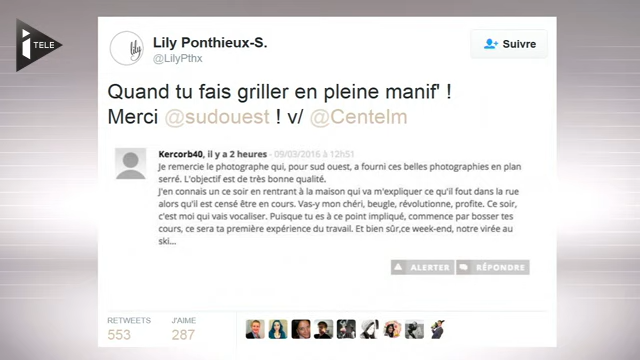 iTELE
Lily Ponthieux-S.
@LilyPthx
Suivre
Quand tu fais griller en pleine manif' !
Merci @sudouest ! v/ @Centelm
Kercorb40, il y a 2 heures - 09/03/2016 à 12h51
Je remercie le photographe qui, pour sud ouest, a fourni ces belles photographies en plan
serré. L'objectif est de très bonne qualité.
J'en connais un ce soir en rentrant à la maison qui va m'expliquer ce qu'il fout dans la rue
alors qu'il est censé être en cours. Vas-y mon chéri, beugle, révolutionne, profite. Ce soir,
c'est moi qui vais vocaliser. Puisque tu es à ce point impliqué, commence par bosser tes
cours, ce sera ta première expérience du travail. Et bien sûr,ce week-end, notre virée au
ski...
ALERTER RÉPONDRE
RETWEETS J'AIME
553 287